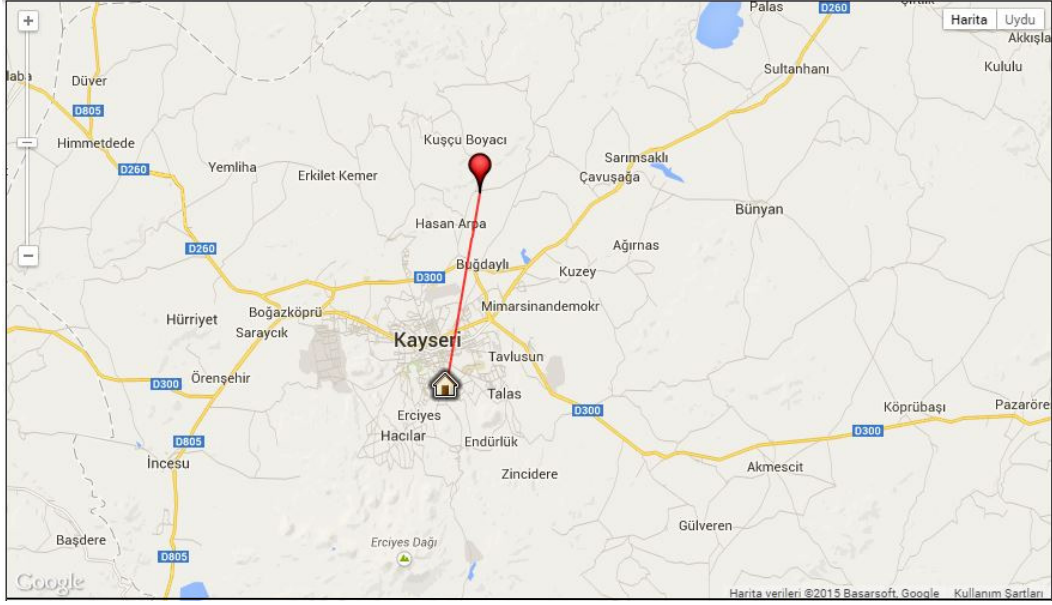 Palas
D260
Harita Uydu
Akkışla
laba
Düver
Sultanhanı
Kululu
D805
Himmetdede
Kuşçu Boyacı
D260
Yemliha
Erkilet Kemer
Sarımsaklı
Çavuşağa
Bünyan
Hasan Arpa
D260
Ağırnas
Buğdaylı
D300
Kuzey
Hürriyet
Boğazköprü
Mimarsinandemokr
Saraycık
Kayseri
Tavlusun
D300
Örenşehir
Talas
D300
Köprübaşı
Pazaröre
Erciyes
D300
D805
Hacılar
Endürlük
İncesu
Zincidere
Akmescit
Gülveren
Başdere
Erciyes Dağı
D805
Google
Harita verileri ©2015 Basarsoft, Google Kullanım Şartları